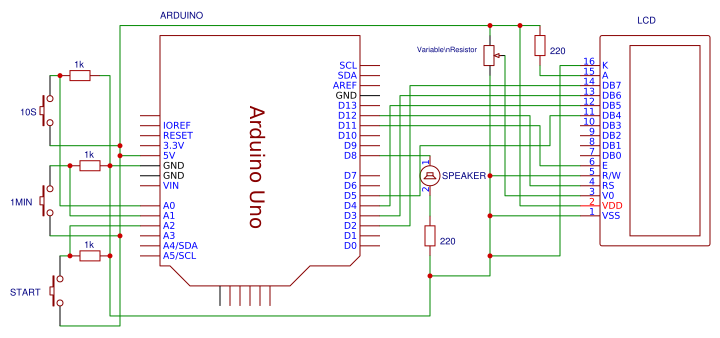 ARDUINO
LCD
Variable\nResistor
220
1k
10S
1k
1MIN
1k
START
IOREF
RESET
3.3V
5V
GND
GND
VIN
A0
A1
A2
A3
A4/SDA
A5/SCL
Arduino Uno
SCL
SDA
AREF
GND
D13
D12
D11
D10
D9
D8
D7
D6
D5
D4
D3
D2
D1
D0
1
SPEAKER
2
220
16 K
15 A
14 DB7
13 DB6
12 DB5
11 DB4
10 DB3
9 DB2
8 DB1
7 DB0
6 E
5 R/W
4 RS
3 V0
2 VDD
1 VSS